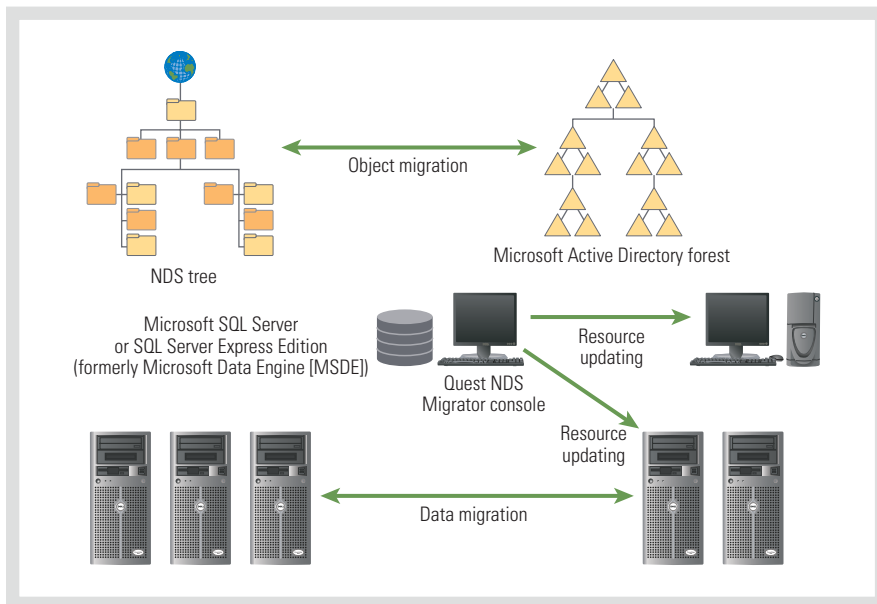 Object migration
NDS tree
Microsoft Active Directory forest
Microsoft SQL Server
or SQL Server Express Edition
(formerly Microsoft Data Engine [MSDE])
Quest NDS
Migrator console
Resource
updating
Resource
updating
Data migration